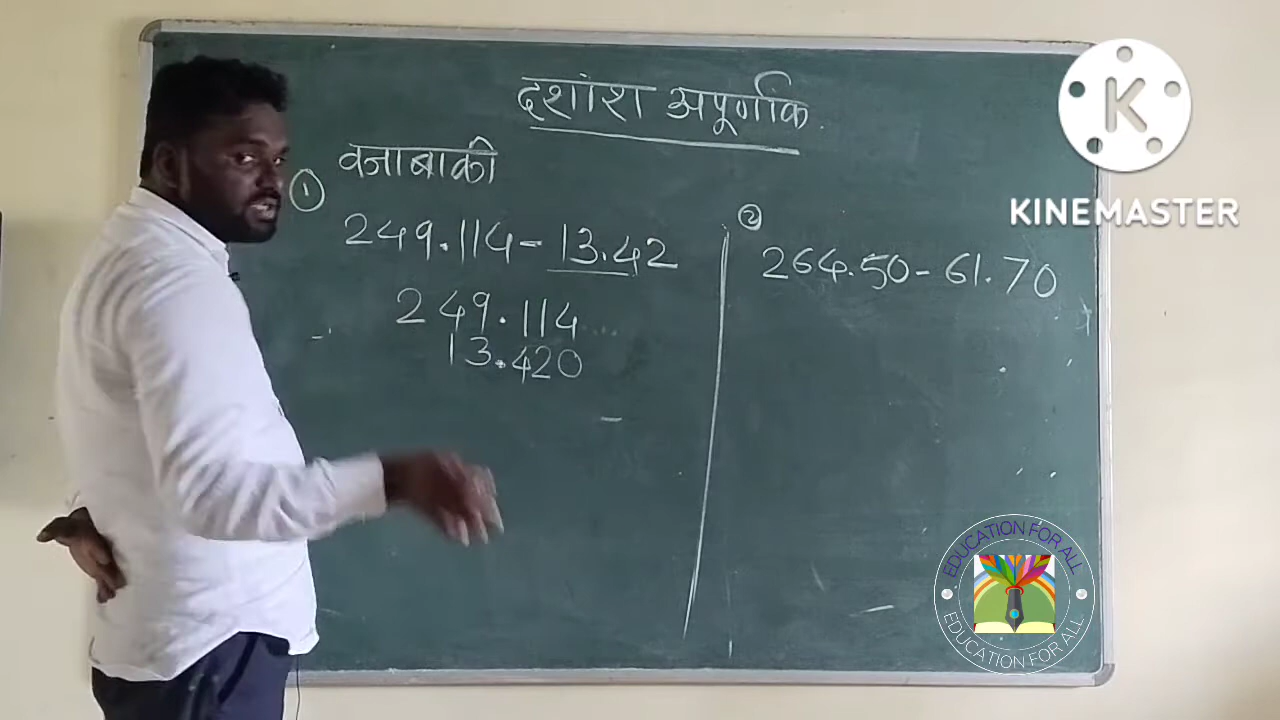 दशांश अपूर्णांक
वजाबाकी
① 249.114 - 13.42
249.114
13.420
② 264.50 - 61.70
K
KINEMASTER
EDUCATION FOR ALL
EDUCATION FOR ALL